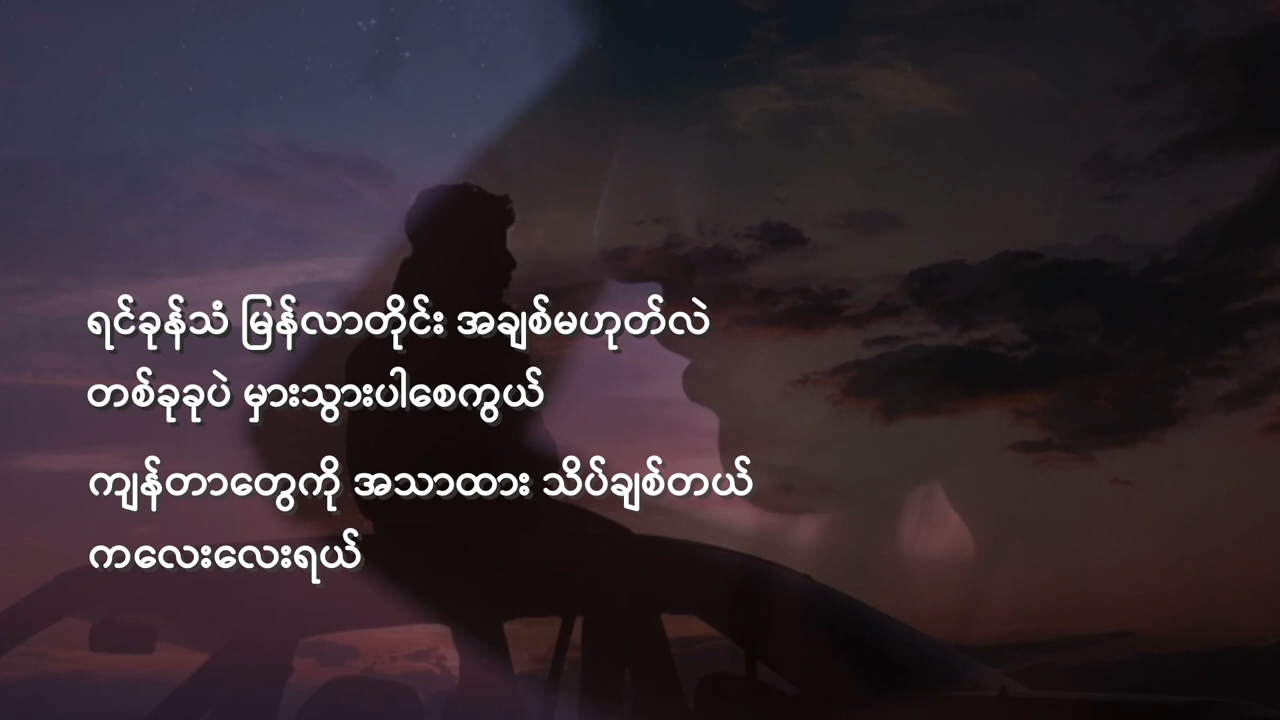 ရင်ခုန်သံ မြန်လာတိုင်း အချစ်မဟုတ်လဲ
တစ်ခုခုပဲ မှားသွားပါစေကွယ်
ကျန်တာတွေကို အသာထား သိပ်ချစ်တယ်
ကလေးလေးရယ်